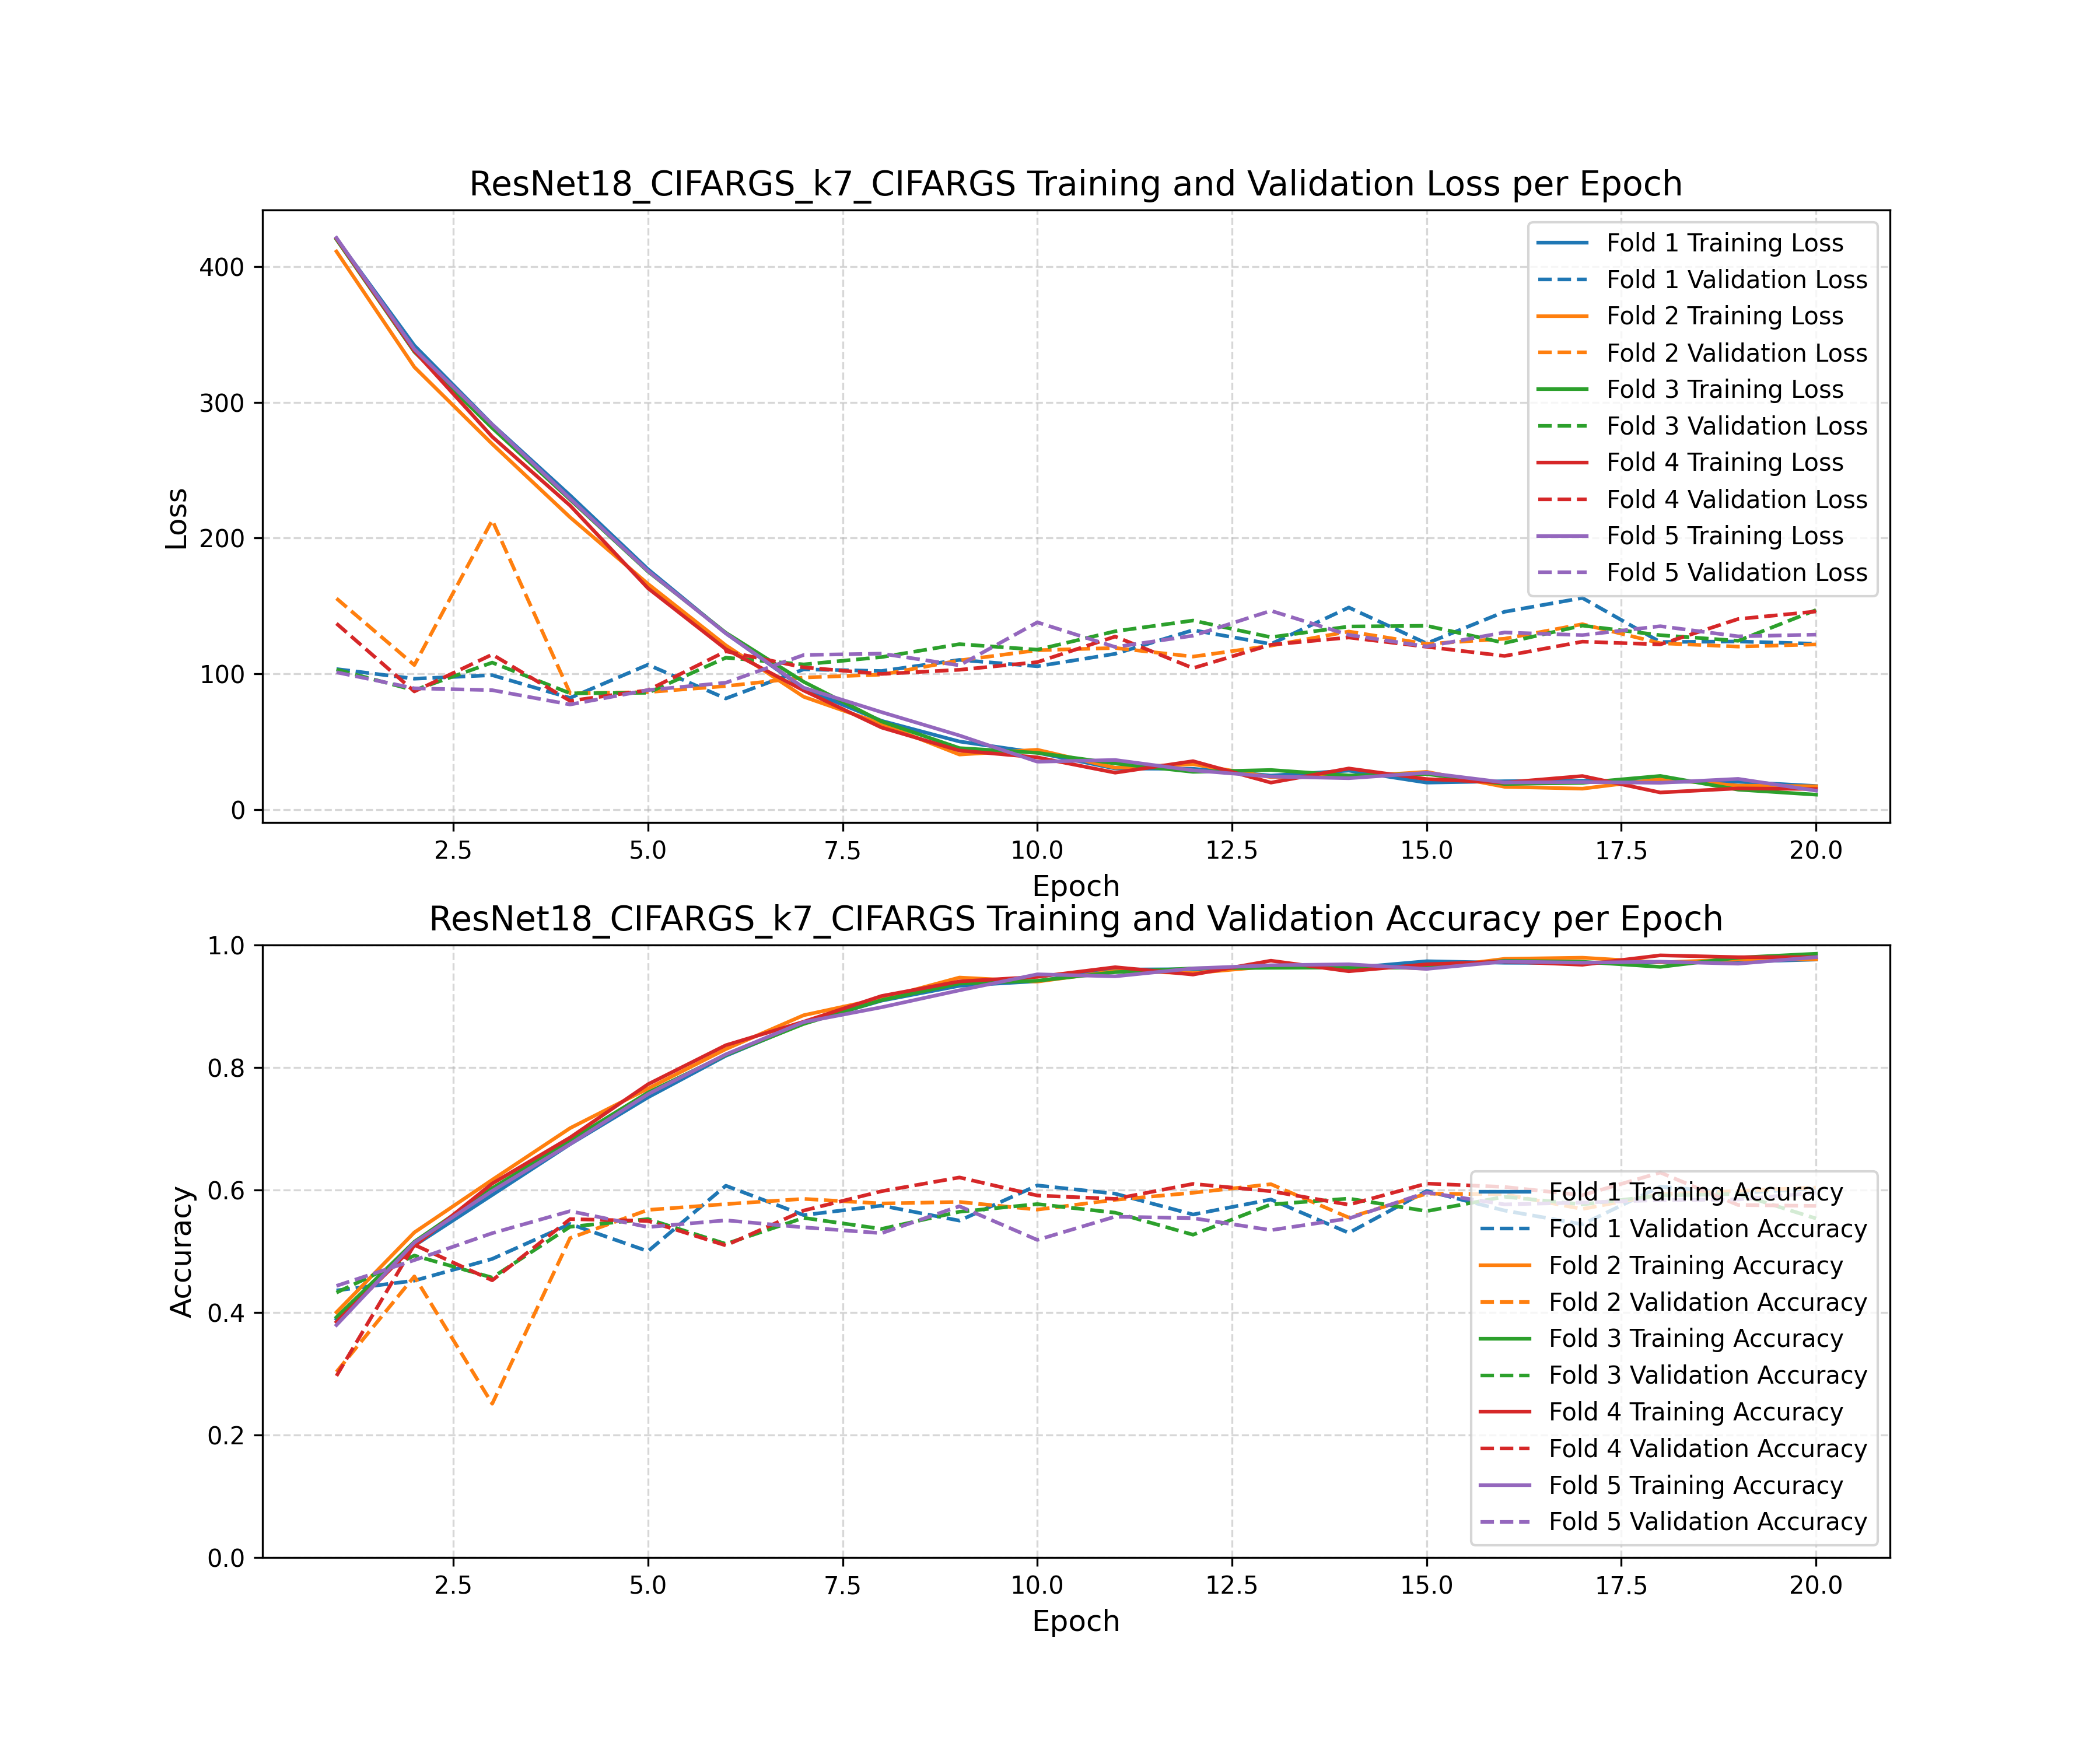 ResNet18_CIFARGS_k7_CIFARGS Training and Validation Loss per Epoch
Loss
400
300
200
100
0
Fold 1 Training Loss
Fold 1 Validation Loss
Fold 2 Training Loss
Fold 2 Validation Loss
Fold 3 Training Loss
Fold 3 Validation Loss
Fold 4 Training Loss
Fold 4 Validation Loss
Fold 5 Training Loss
Fold 5 Validation Loss
2.5 5.0 7.5 10.0 12.5 15.0 17.5 20.0
Epoch
ResNet18_CIFARGS_k7_CIFARGS Training and Validation Accuracy per Epoch
Accuracy
1.0
0.8
0.6
0.4
0.2
0.0
Fold 1 Training Accuracy
Fold 1 Validation Accuracy
Fold 2 Training Accuracy
Fold 2 Validation Accuracy
Fold 3 Training Accuracy
Fold 3 Validation Accuracy
Fold 4 Training Accuracy
Fold 4 Validation Accuracy
Fold 5 Training Accuracy
Fold 5 Validation Accuracy
2.5 5.0 7.5 10.0 12.5 15.0 17.5 20.0
Epoch